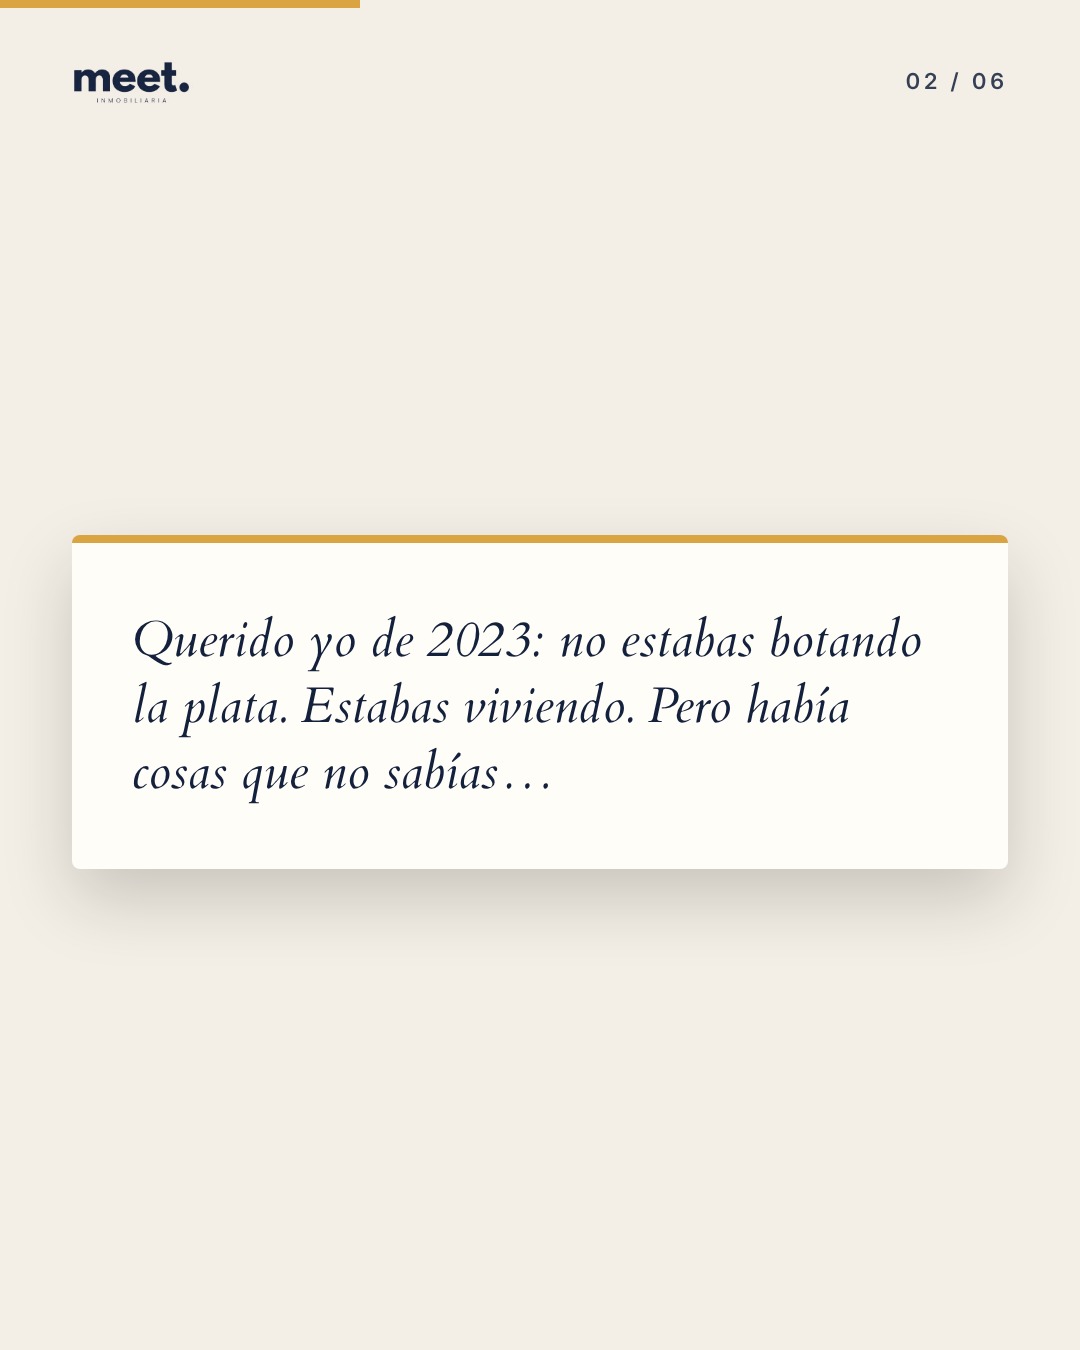 meet.
INMOBILIARIA
02 / 06
Querido yo de 2023: no estabas botando
la plata. Estabas viviendo. Pero había
cosas que no sabías…